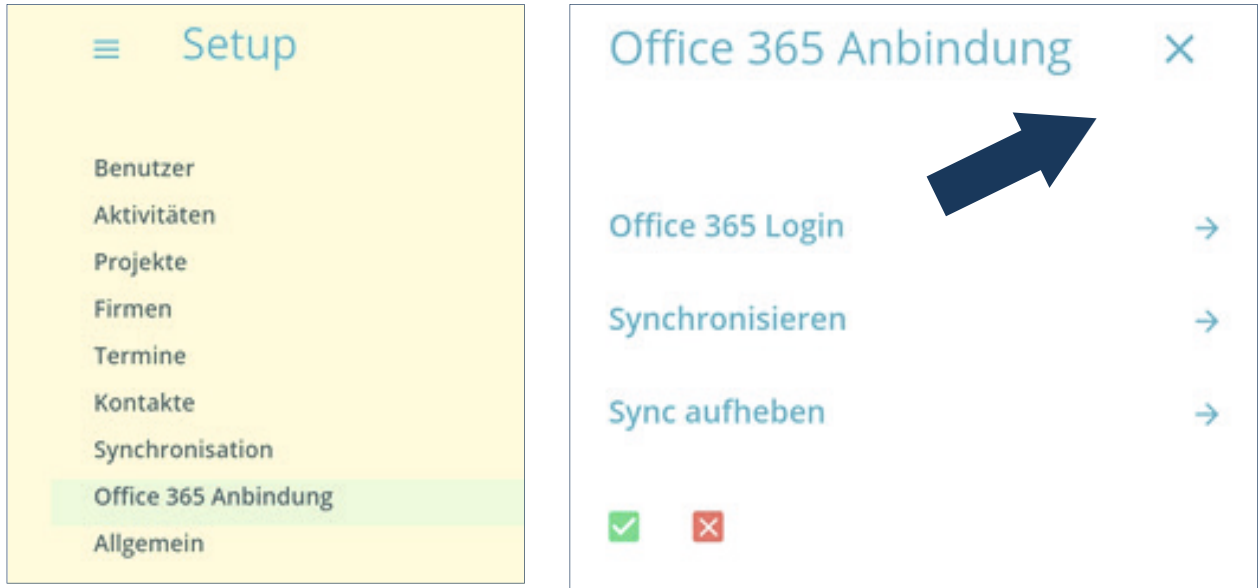 Setup
Benutzer
Aktivitäten
Projekte
Firmen
Termine
Kontakte
Synchronisation
Office 365 Anbindung
Allgemein
Office 365 Anbindung
Office 365 Login
Synchronisieren
Sync aufheben